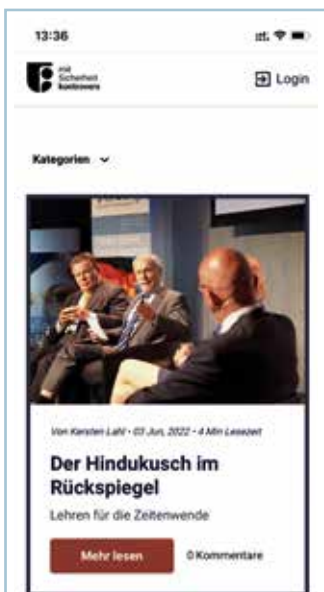 13:36
mit
Sicherheit
kontrovers
Login
Kategorien
Von Kersten Lahl • 03 Jun, 2022 • 4 Min Lesezeit
Der Hindukusch im
Rückspiegel
Lehren für die Zeitenwende
Mehr lesen
0 Kommentare